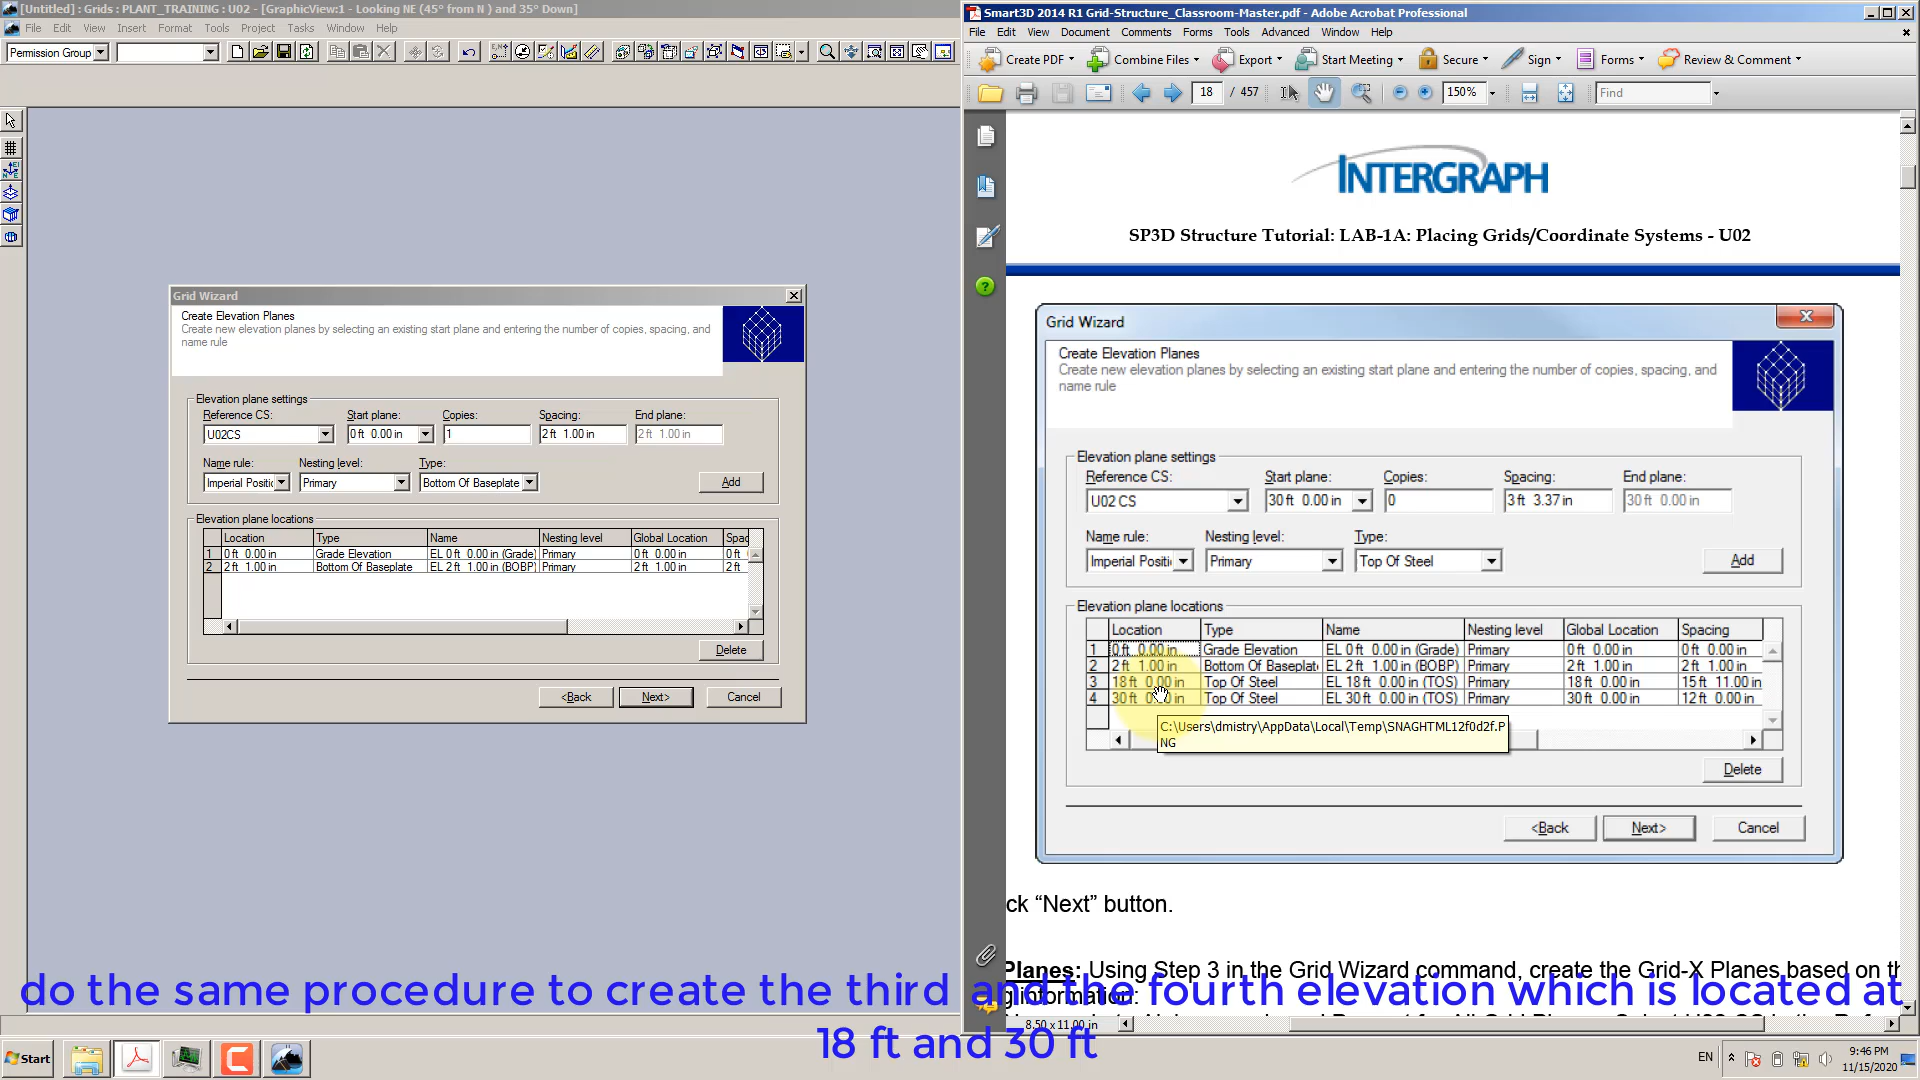 [Untitled] : Grids : PLANT_TRAINING : U02 - [GraphicView:1 - Looking NE (45° from N ) and 35° Down]
File Edit View Insert Format Tools Project Tasks Window Help
Permission Group
Grid Wizard
Create Elevation Planes
Create new elevation planes by selecting an existing start plane and entering the number of copies, spacing, and
name rule
Elevation plane settings
Reference CS: Start plane: Copies: Spacing: End plane:
U02CS 0 ft 0.00 in 1 2 ft 1.00 in 2 ft 1.00 in
Name rule: Nesting level: Type:
Imperial Positic Primary Bottom Of Baseplate Add
Elevation plane locations
Location Type Name Nesting level Global Location Spac
1 0 ft 0.00 in Grade Elevation EL 0 ft 0.00 in (Grade) Primary 0 ft 0.00 in 0 ft
2 2 ft 1.00 in Bottom Of Baseplate EL 2 ft 1.00 in (BOBP) Primary 2 ft 1.00 in 2 ft
Delete
<Back Next> Cancel
Smart3D 2014 R1 Grid-Structure_Classroom-Master.pdf - Adobe Acrobat Professional
File Edit View Document Comments Forms Tools Advanced Window Help
Create PDF Combine Files Export Start Meeting Secure Sign Forms Review & Comment
18 / 457 150% Find
INTERGRAPH
SP3D Structure Tutorial: LAB-1A: Placing Grids/Coordinate Systems - U02
Grid Wizard
Create Elevation Planes
Create new elevation planes by selecting an existing start plane and entering the number of copies, spacing, and
name rule
Elevation plane settings
Reference CS: Start plane: Copies: Spacing: End plane:
U02 CS 30 ft 0.00 in 0 3 ft 3.37 in 30 ft 0.00 in
Name rule: Nesting level: Type:
Imperial Positi Primary Top Of Steel Add
Elevation plane locations
Location Type Name Nesting level Global Location Spacing
1 0 ft 0.00 in Grade Elevation EL 0 ft 0.00 in (Grade) Primary 0 ft 0.00 in 0 ft 0.00 in
2 2 ft 1.00 in Bottom Of Baseplat EL 2 ft 1.00 in (BOBP) Primary 2 ft 1.00 in 2 ft 1.00 in
3 18 ft 0.00 in Top Of Steel EL 18 ft 0.00 in (TOS) Primary 18 ft 0.00 in 15 ft 11.00 in
4 30 ft 0.00 in Top Of Steel EL 30 ft 0.00 in (TOS) Primary 30 ft 0.00 in 12 ft 0.00 in
C:\Users\dmistry\AppData\Local\Temp\SNAGHTML12f0d2f.P
NG
Delete
<Back Next> Cancel
ck “Next” button.
Planes: Using Step 3 in the Grid Wizard command, create the Grid-X Planes based on th
g information:
8.50 x 11.00 in
do the same procedure to create the third and the fourth elevation which is located at
18 ft and 30 ft
Start
EN
9:46 PM
11/15/2020